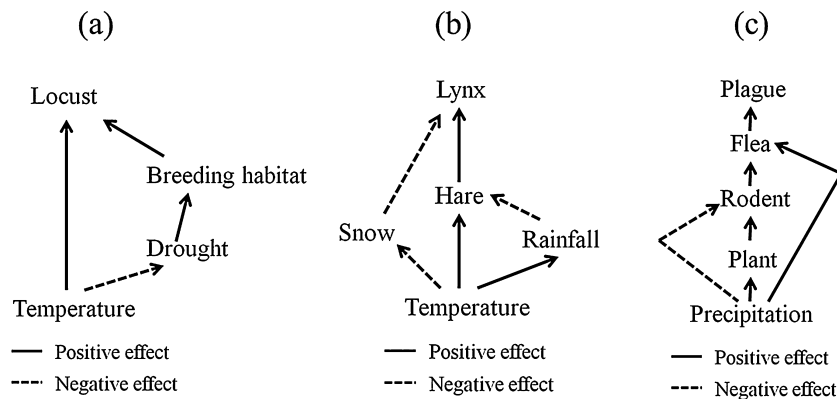 (a)
Locust
Breeding habitat
Drought
Temperature
Positive effect
Negative effect
(b)
Lynx
Hare
Snow
Rainfall
Temperature
Positive effect
Negative effect
(c)
Plague
Flea
Rodent
Plant
Precipitation
Positive effect
Negative effect